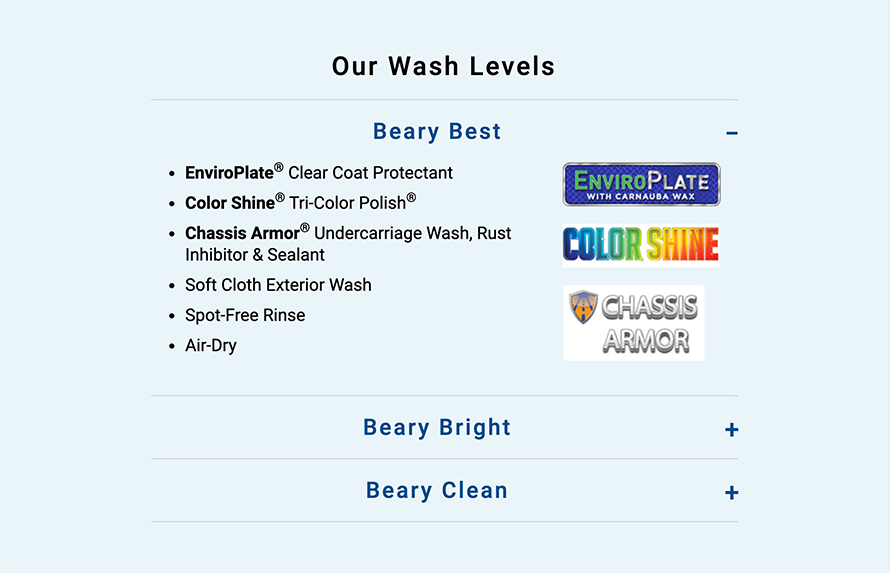 Our Wash Levels
Beary Best
−
• EnviroPlate® Clear Coat Protectant
• Color Shine® Tri-Color Polish®
• Chassis Armor® Undercarriage Wash, Rust
Inhibitor & Sealant
• Soft Cloth Exterior Wash
• Spot-Free Rinse
• Air-Dry
ENVIROPLATE
WITH CARNAUBA WAX
COLOR SHINE
CHASSIS
ARMOR
Beary Bright
+
Beary Clean
+